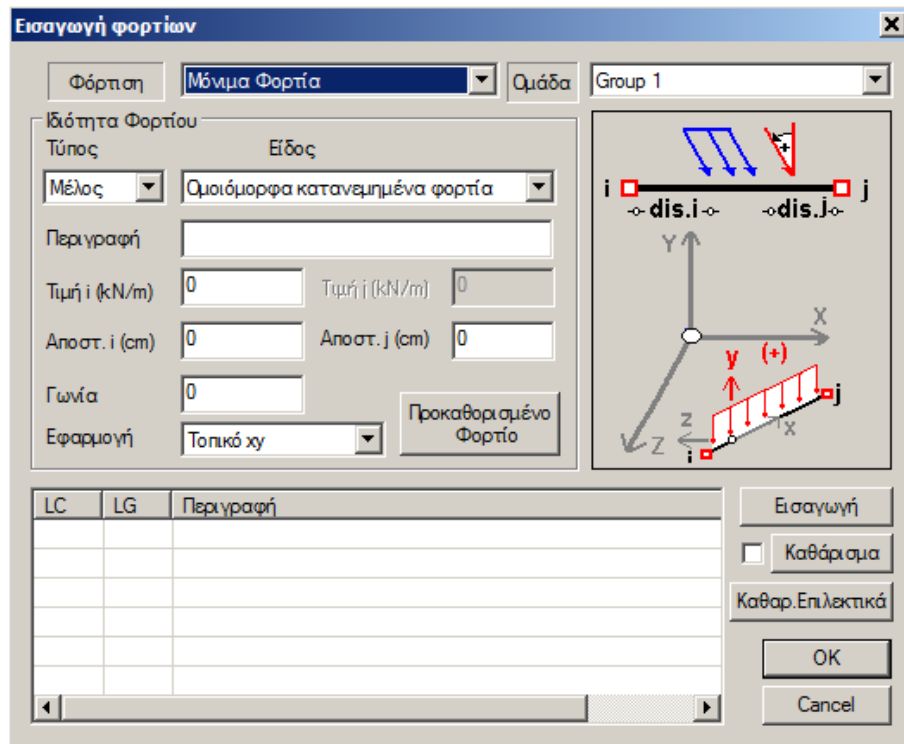 Εισαγωγή φορτίων
Φόρτιση Μόνιμα Φορτία Ομάδα Group 1
Ιδιότητα Φορτίου
Τύπος Είδος
Μέλος Ομοιόμορφα κατανεμημένα φορτία
Περιγραφή
Τιμή i (kN/m) 0 Τιμή j (kN/m) 0
Αποστ. i (cm) 0 Αποστ. j (cm) 0
Γωνία 0
Προκαθορισμένο
Φορτίο
Εφαρμογή Τοπικό xy
+
i j
dis.i dis.j
Y
X
y (+)
j
z
x
Z
i
LC LG Περιγραφή
Εισαγωγή
Καθάρισμα
Καθαρ.Επιλεκτικά
OK
Cancel